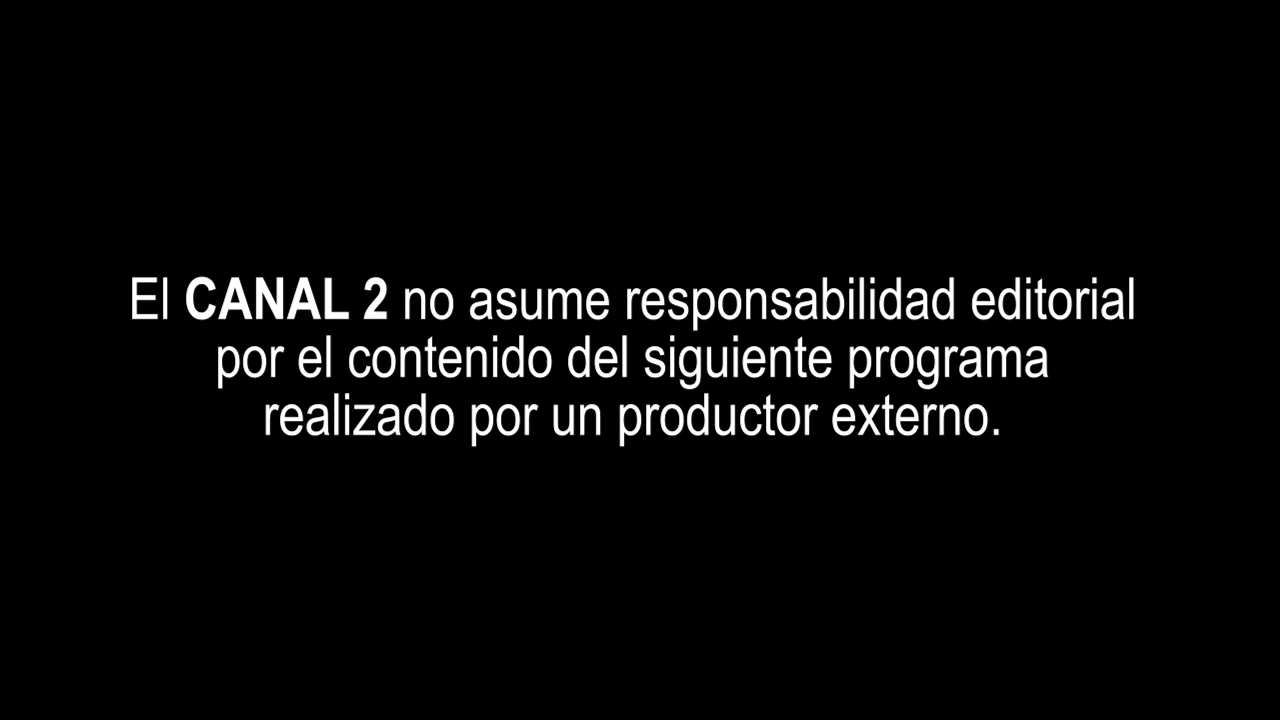 El CANAL 2 no asume responsabilidad editorial
por el contenido del siguiente programa
realizado por un productor externo.